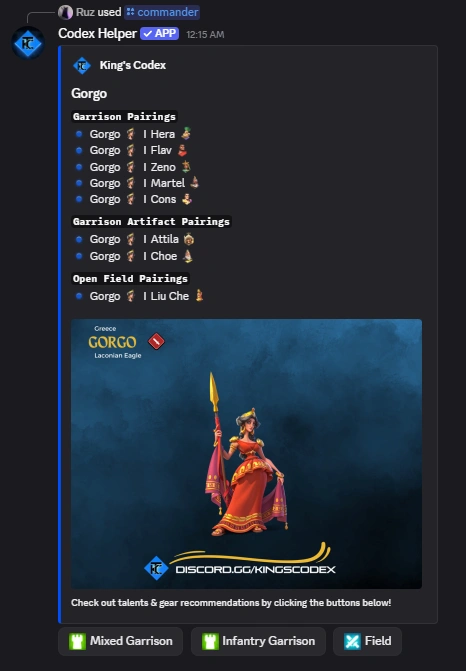 Ruz used commander
Codex Helper APP 12:15 AM
King's Codex
Gorgo
Garrison Pairings
Gorgo I Hera
Gorgo I Flav
Gorgo I Zeno
Gorgo I Martel
Gorgo I Cons
Garrison Artifact Pairings
Gorgo I Attila
Gorgo I Choe
Open Field Pairings
Gorgo I Liu Che
Greece
GORGO
Laconian Eagle
DISCORD.GG/KINGSCODEX
Check out talents & gear recommendations by clicking the buttons below!
Mixed Garrison Infantry Garrison Field